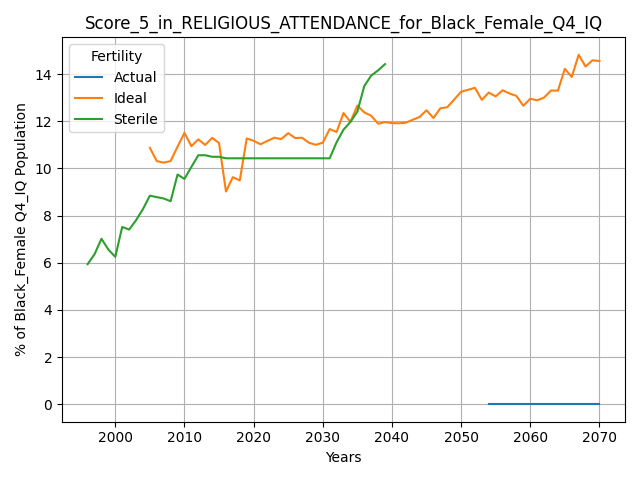 Score_5_in_RELIGIOUS_ATTENDANCE_for_Black_Female_Q4_IQ
Fertility
Actual
Ideal
Sterile
% of Black_Female Q4_IQ Population
14
12
10
8
6
4
2
0
2000 2010 2020 2030 2040 2050 2060 2070
Years